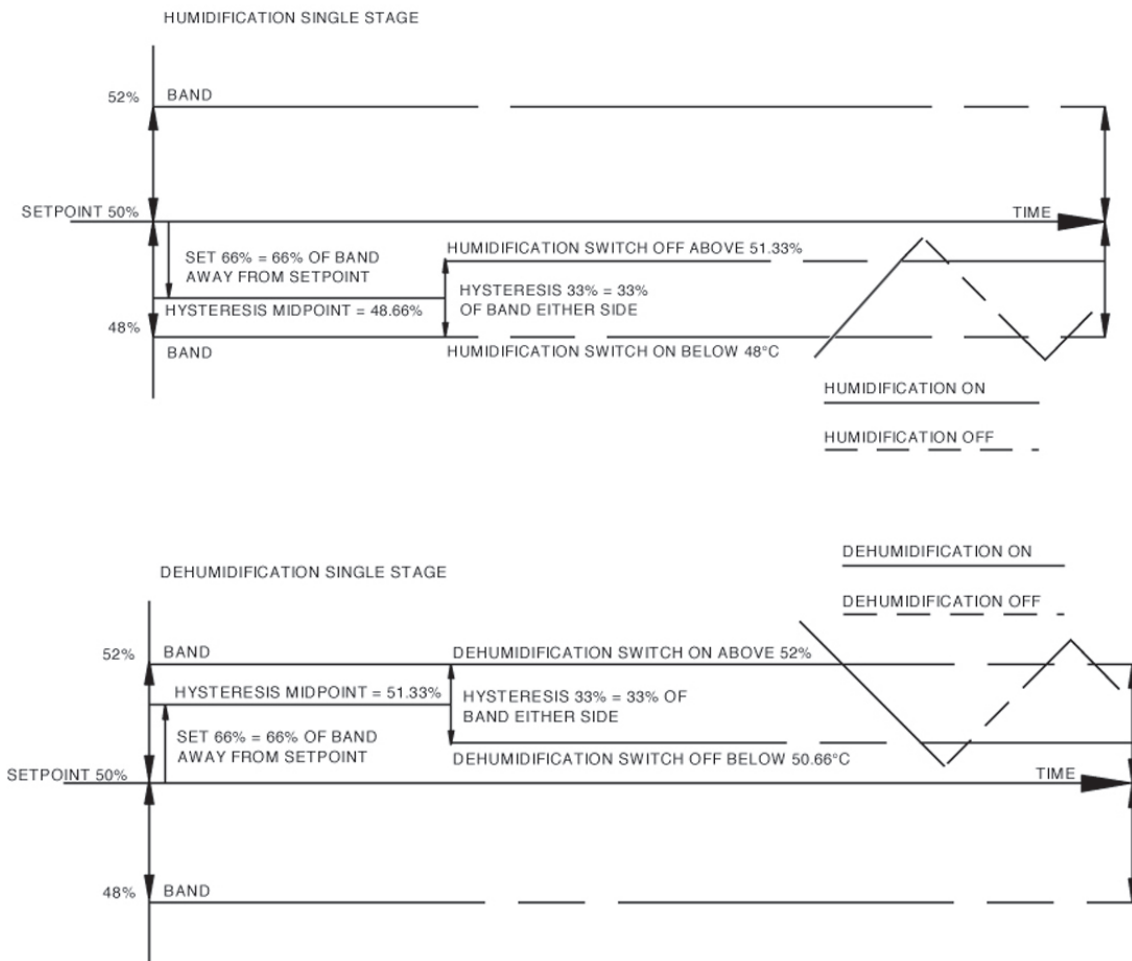 HUMIDIFICATION SINGLE STAGE
52%
BAND
SETPOINT 50%
TIME
SET 66% = 66% OF BAND
AWAY FROM SETPOINT
HUMIDIFICATION SWITCH OFF ABOVE 51.33%
HYSTERESIS MIDPOINT = 48.66%
HYSTERESIS 33% = 33%
OF BAND EITHER SIDE
48%
BAND
HUMIDIFICATION SWITCH ON BELOW 48°C
HUMIDIFICATION ON
HUMIDIFICATION OFF
DEHUMIDIFICATION SINGLE STAGE
DEHUMIDIFICATION ON
DEHUMIDIFICATION OFF
52%
BAND
DEHUMIDIFICATION SWITCH ON ABOVE 52%
HYSTERESIS MIDPOINT = 51.33%
HYSTERESIS 33% = 33% OF
BAND EITHER SIDE
SET 66% = 66% OF BAND
AWAY FROM SETPOINT
DEHUMIDIFICATION SWITCH OFF BELOW 50.66°C
SETPOINT 50%
TIME
48%
BAND